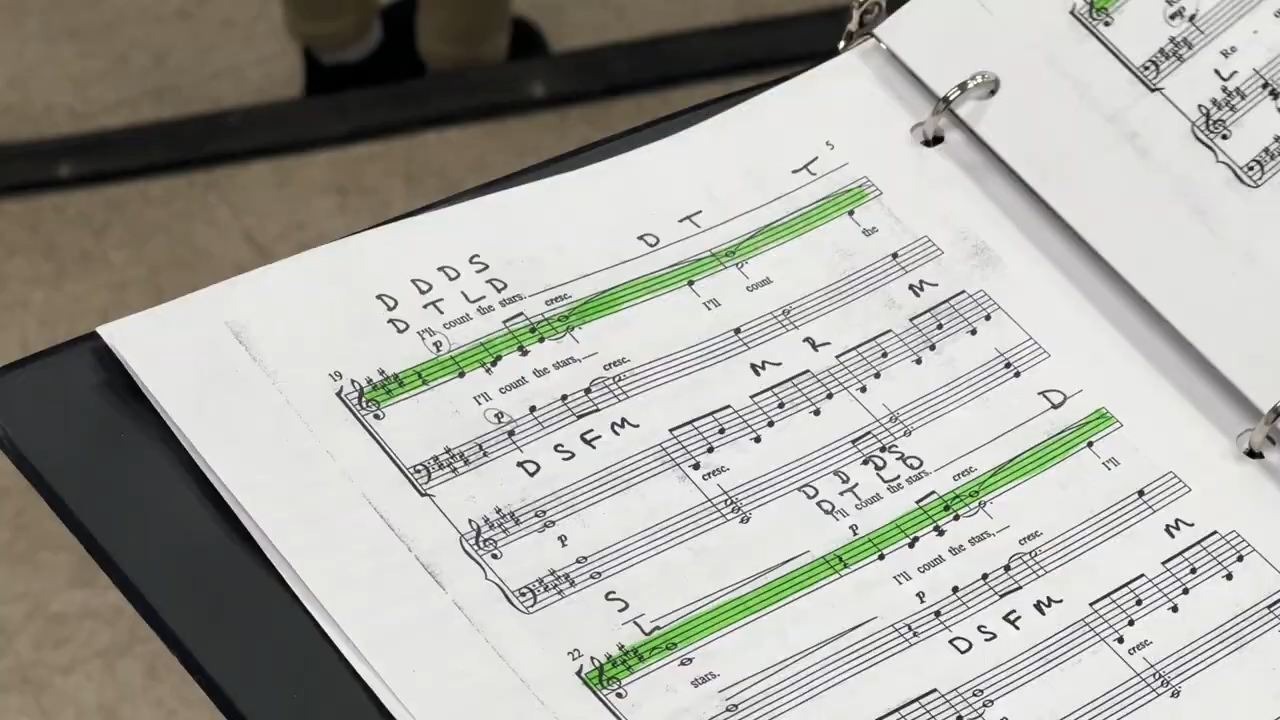 5
T
D T
D D D S
D T L D
I'll count the stars. cresc. I'll count the
p
19
I'll count the stars, cresc.
p
D S F M M R M
cresc.
p
D
D D D S
D T L D
I'll count the stars. cresc. I'll
p
S
L
22
stars.
I'll count the stars, cresc.
p
D S F M M
cresc.
L